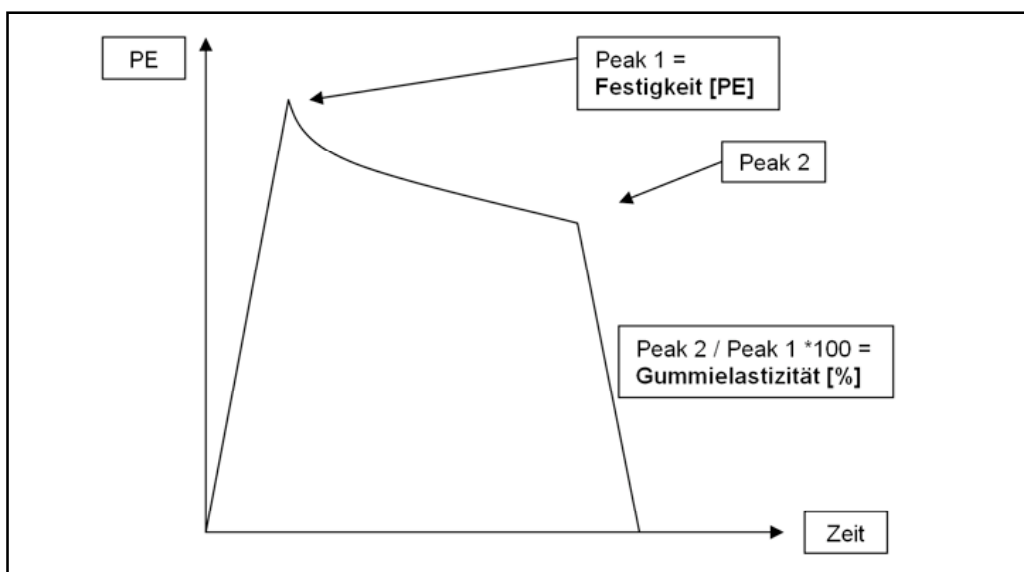 PE
Peak 1 =
Festigkeit [PE]
Peak 2
Peak 2 / Peak 1 *100 =
Gummielastizität [%]
Zeit